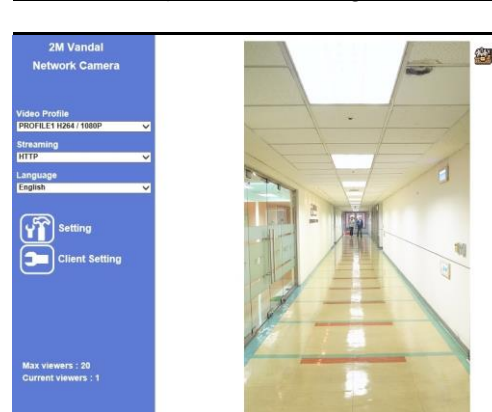 2M Vandal
Network Camera
Video Profile
PROFILE1 H264 / 1080P
Streaming
HTTP
Language
English
Setting
Client Setting
Max viewers : 20
Current viewers : 1